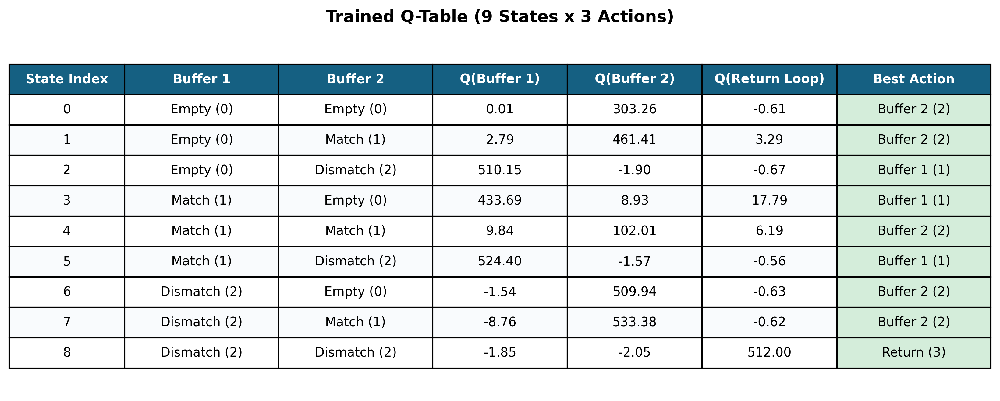 Trained Q-Table (9 States x 3 Actions)
State Index Buffer 1 Buffer 2 Q(Buffer 1) Q(Buffer 2) Q(Return Loop) Best Action
0 Empty (0) Empty (0) 0.01 303.26 -0.61 Buffer 2 (2)
1 Empty (0) Match (1) 2.79 461.41 3.29 Buffer 2 (2)
2 Empty (0) Dismatch (2) 510.15 -1.90 -0.67 Buffer 1 (1)
3 Match (1) Empty (0) 433.69 8.93 17.79 Buffer 1 (1)
4 Match (1) Match (1) 9.84 102.01 6.19 Buffer 2 (2)
5 Match (1) Dismatch (2) 524.40 -1.57 -0.56 Buffer 1 (1)
6 Dismatch (2) Empty (0) -1.54 509.94 -0.63 Buffer 2 (2)
7 Dismatch (2) Match (1) -8.76 533.38 -0.62 Buffer 2 (2)
8 Dismatch (2) Dismatch (2) -1.85 -2.05 512.00 Return (3)